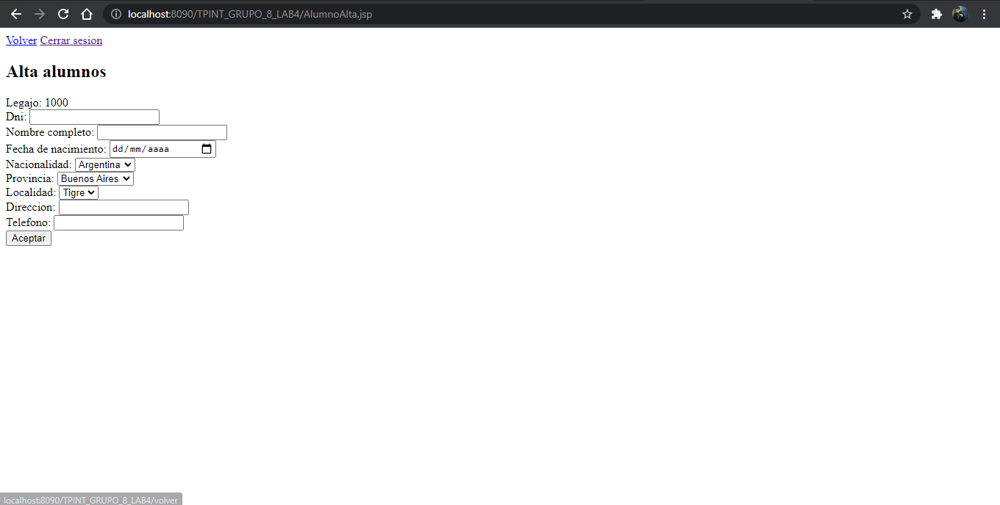 localhost:8090/TPINT_GRUPO_8_LAB4/AlumnoAlta.jsp
Volver Cerrar sesion
Alta alumnos
Legajo: 1000
Dni:
Nombre completo:
Fecha de nacimiento: dd/mm/aaaa
Nacionalidad: Argentina
Provincia: Buenos Aires
Localidad: Tigre
Direccion:
Telefono:
Aceptar
localhost:8090/TPINT_GRUPO_8_LAB4/volver